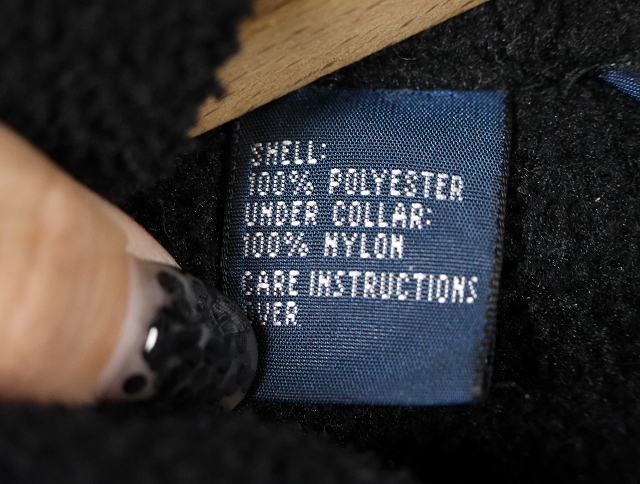 SHELL:
100% POLYESTER
UNDER COLLAR:
100% NYLON
CARE INSTRUCTIONS
OVER.